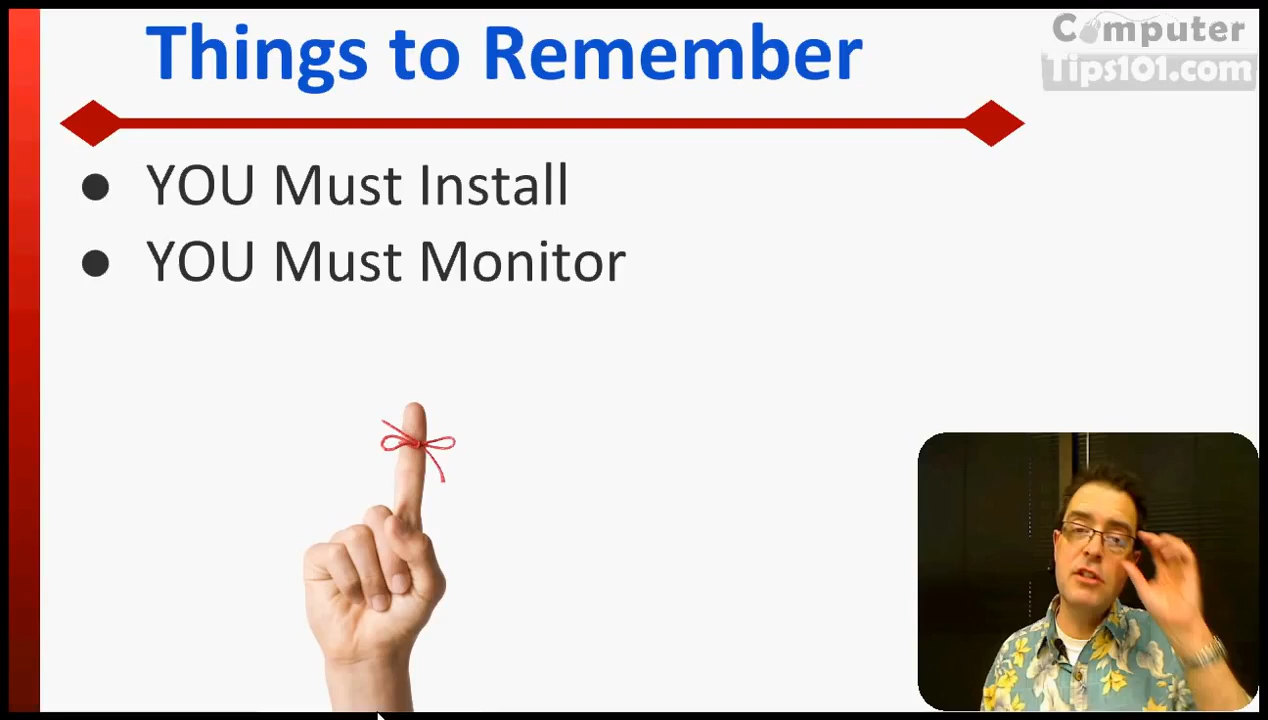 Things to Remember
Computer
Tips101.com
● YOU Must Install
● YOU Must Monitor